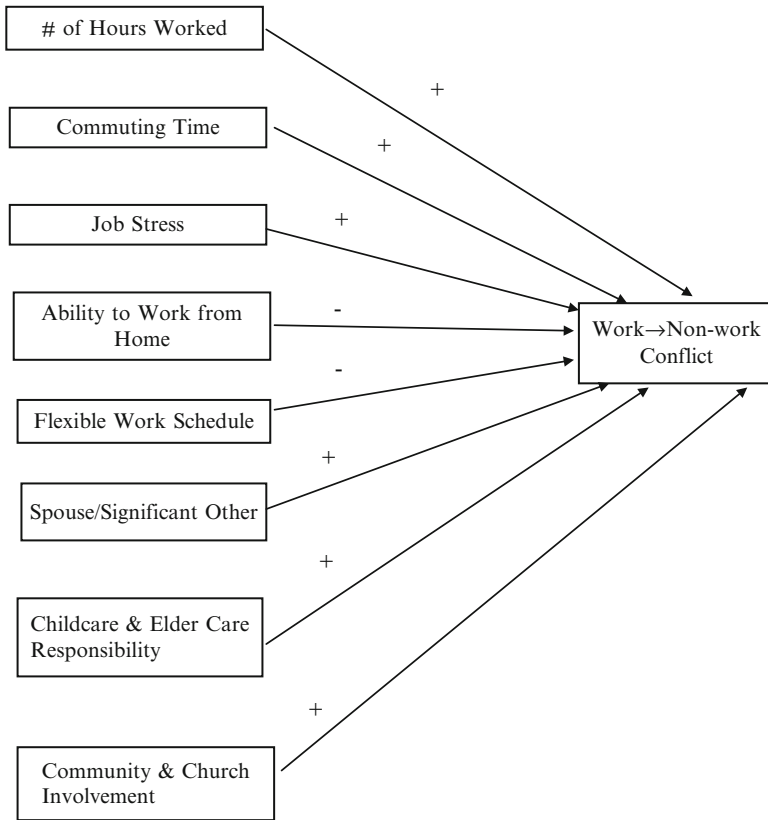 # of Hours Worked
+
Commuting Time
+
Job Stress
+
Ability to Work from
Home
-
Work→Non-work
Conflict
-
Flexible Work Schedule
+
Spouse/Significant Other
+
Childcare & Elder Care
Responsibility
+
Community & Church
Involvement